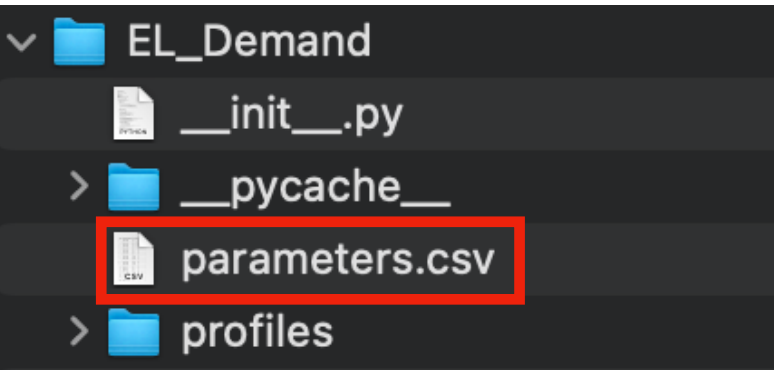 EL_Demand
__init__.py
__pycache__
parameters.csv
profiles